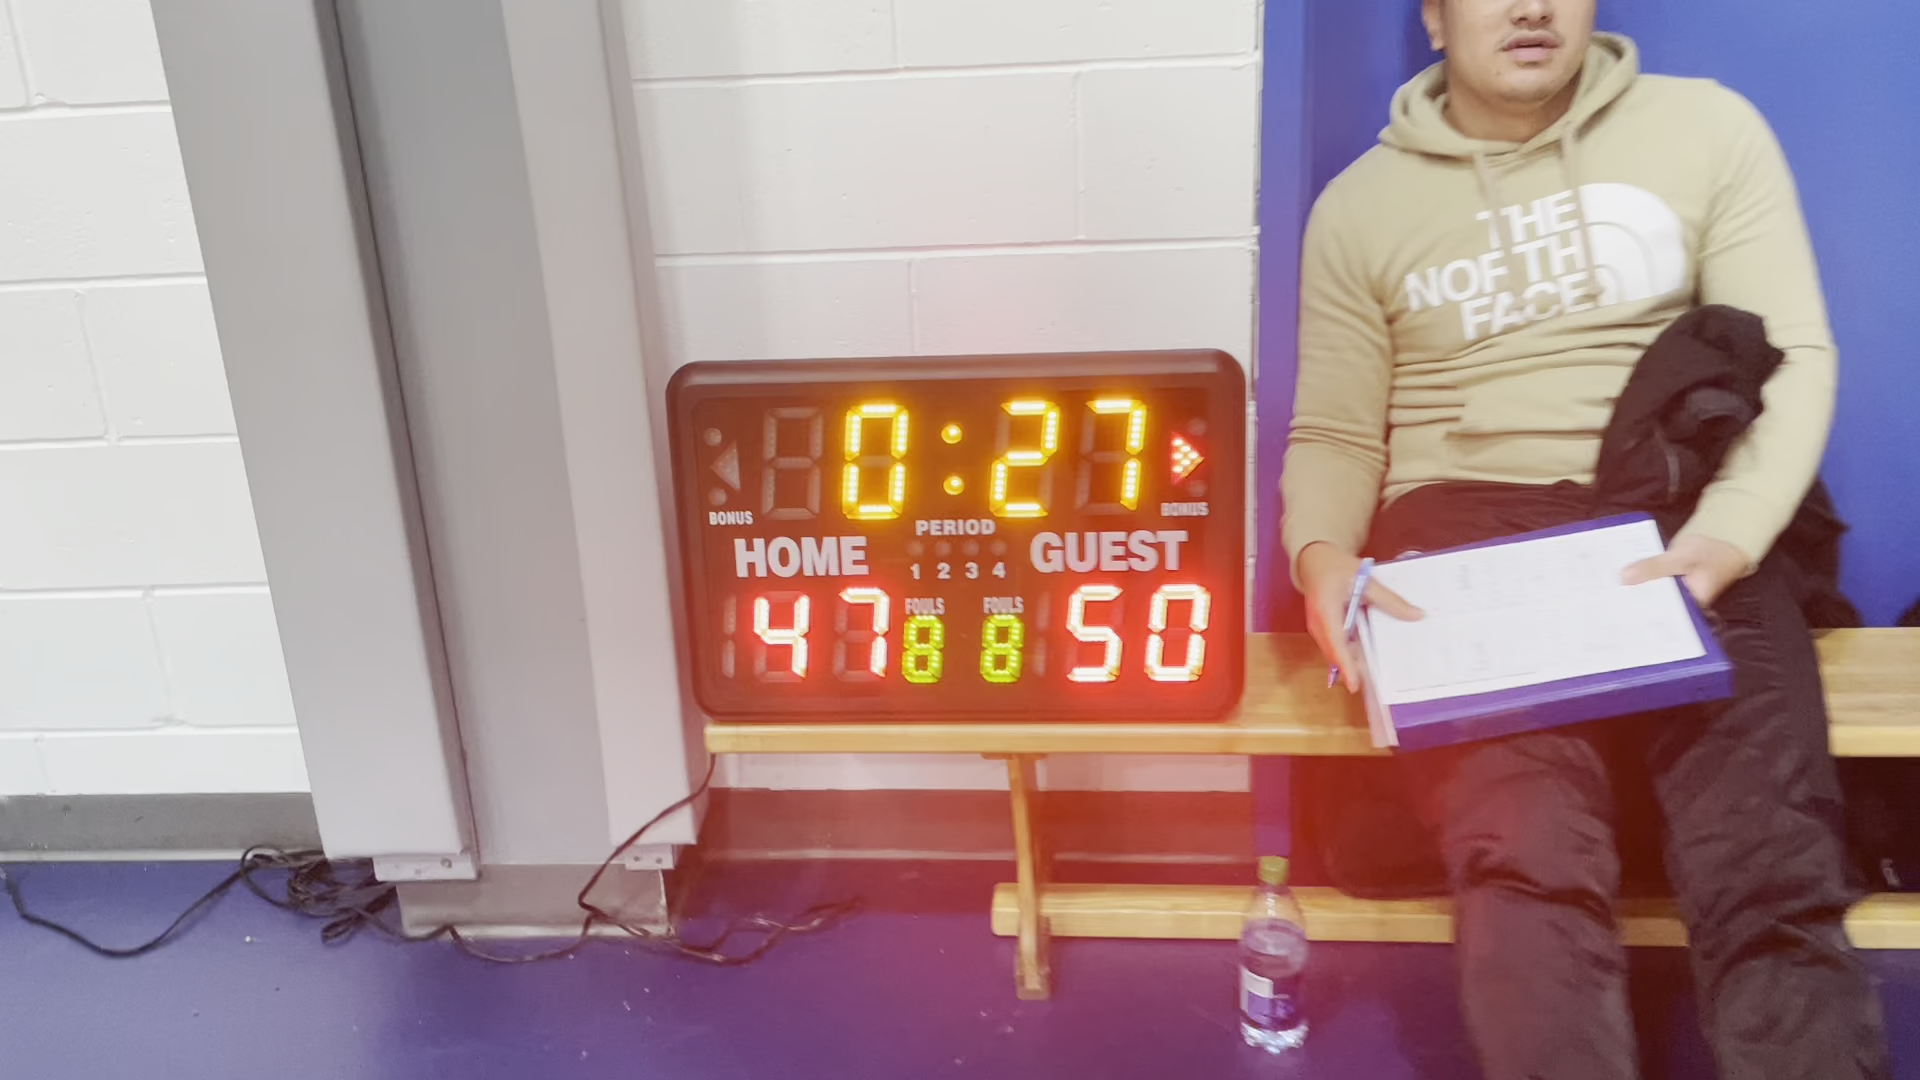 0:27
BONUS
BONUS
PERIOD
HOME
GUEST
1 2 3 4
FOULS
FOULS
47
8
8
50
THE
NORTH
FACE